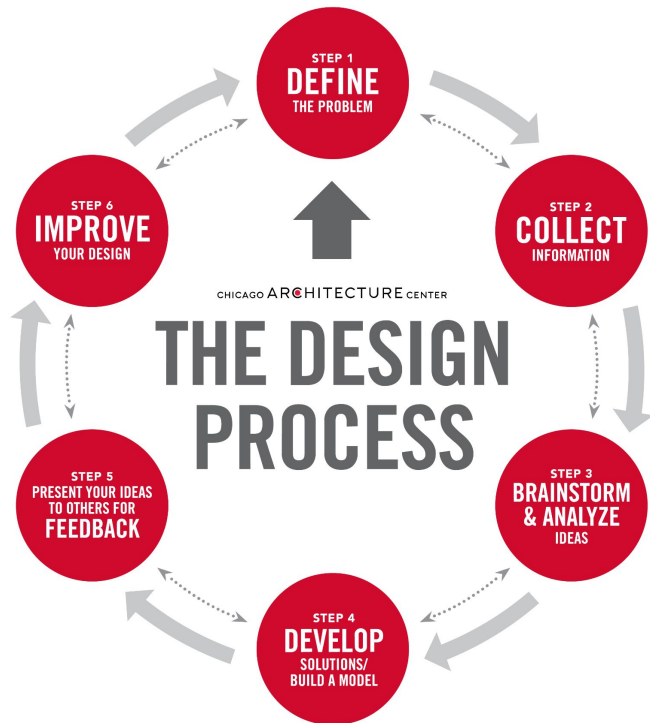 STEP 1
DEFINE
THE PROBLEM
STEP 2
COLLECT
INFORMATION
STEP 6
IMPROVE
YOUR DESIGN
CHICAGO ARCHITECTURE CENTER
THE DESIGN
PROCESS
STEP 3
BRAINSTORM
& ANALYZE
IDEAS
STEP 5
PRESENT YOUR IDEAS
TO OTHERS FOR
FEEDBACK
STEP 4
DEVELOP
SOLUTIONS/
BUILD A MODEL